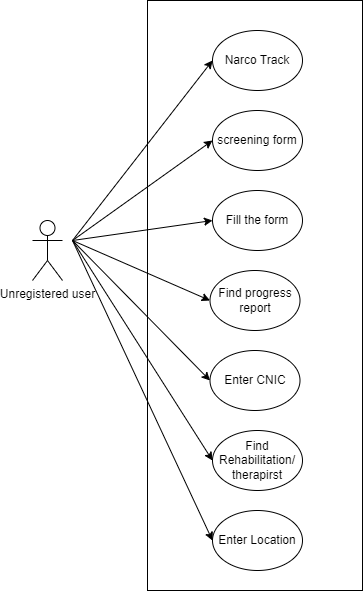 Narco Track
screening form
Fill the form
Unregistered user
Find progress
report
Enter CNIC
Find
Rehabilitation/
therapirst
Enter Location